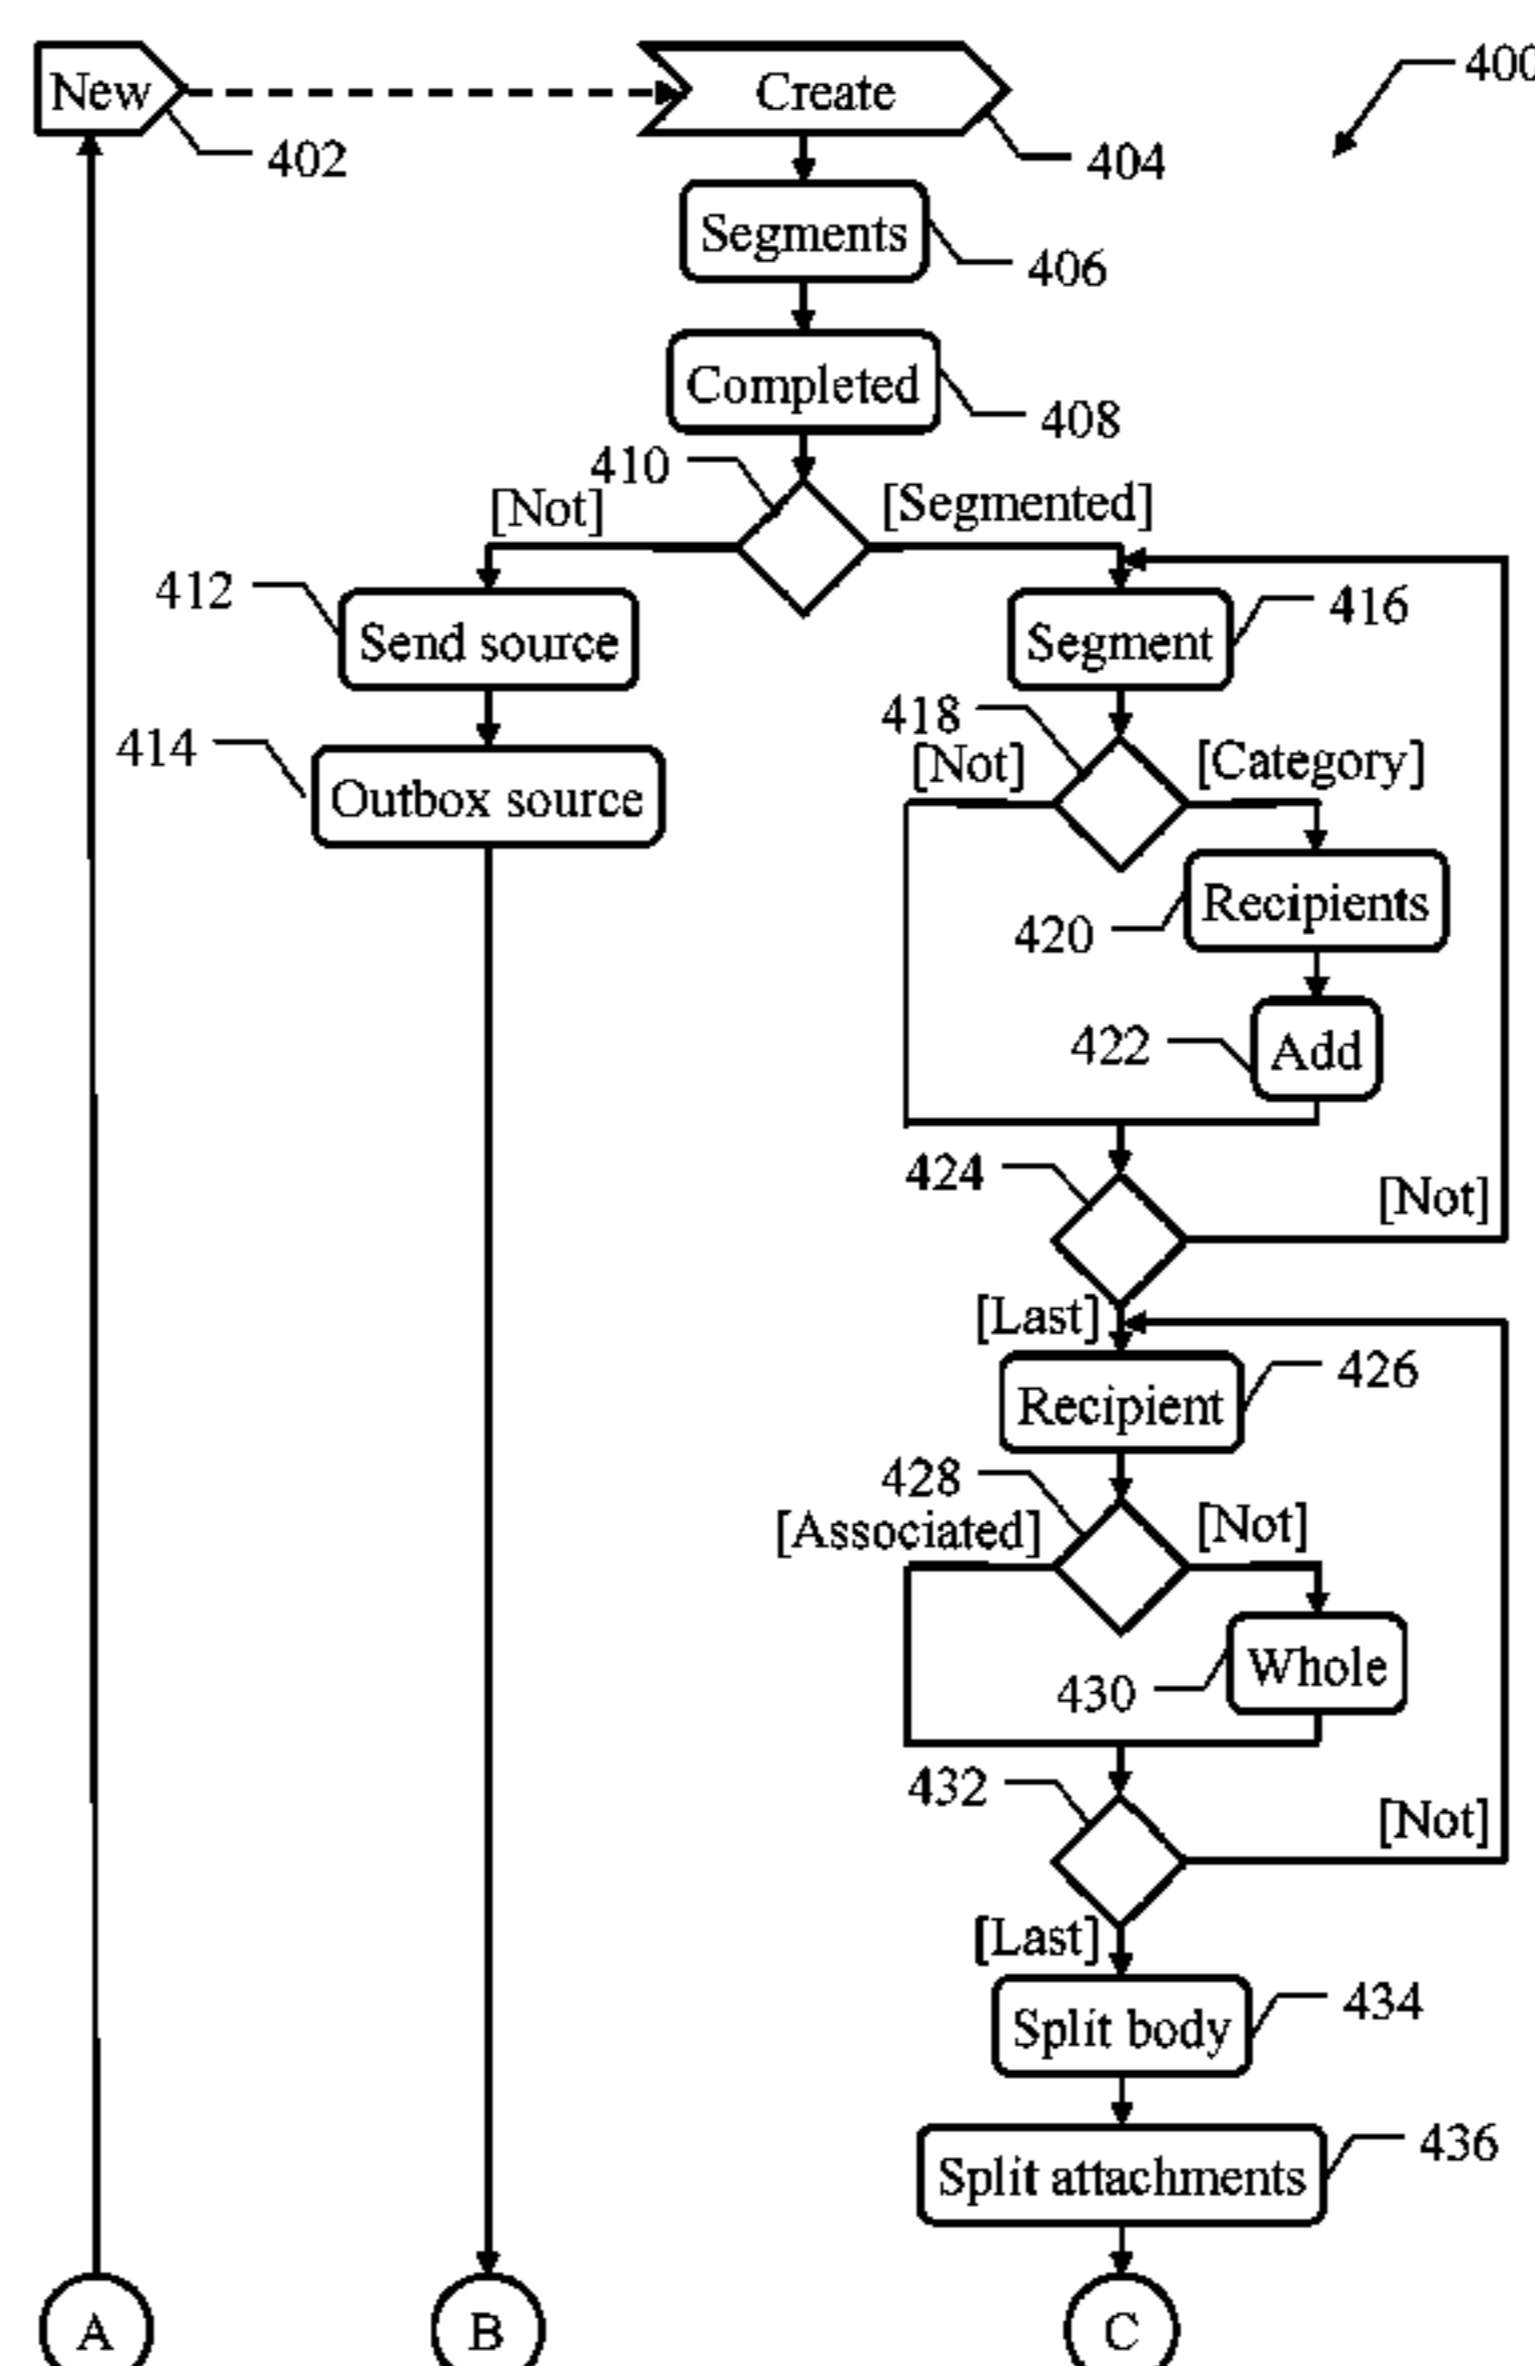 New
Create
400
402
404
Segments
406
Completed
408
410
[Not]
[Segmented]
412
Send source
Segment
416
414
Outbox source
418
[Not]
[Category]
Recipients
420
422
Add
424
[Not]
[Last]
Recipient
426
428
[Associated]
[Not]
Whole
430
432
[Not]
[Last]
Split body
434
Split attachments
436
A
B
C